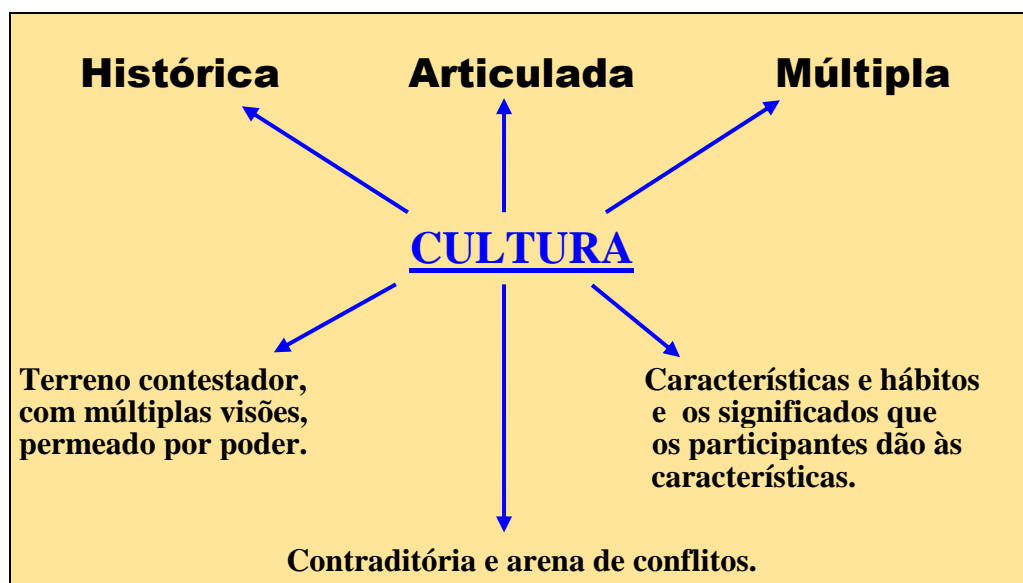 Histórica Articulada Múltipla
CULTURA
Terreno contestador,
com múltiplas visões,
permeado por poder.
Características e hábitos
e os significados que
os participantes dão às
características.
Contraditória e arena de conflitos.